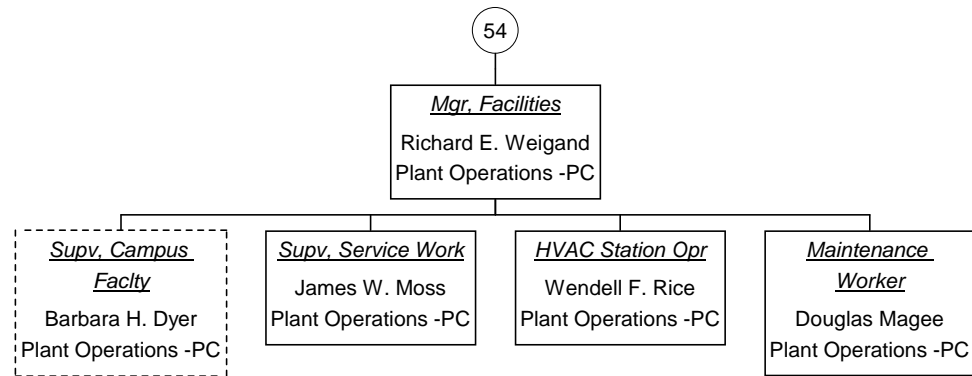 54
Mgr, Facilities
Richard E. Weigand
Plant Operations -PC
Supv, Campus
Faclty
Barbara H. Dyer
Plant Operations -PC
Supv, Service Work
James W. Moss
Plant Operations -PC
HVAC Station Opr
Wendell F. Rice
Plant Operations -PC
Maintenance
Worker
Douglas Magee
Plant Operations -PC